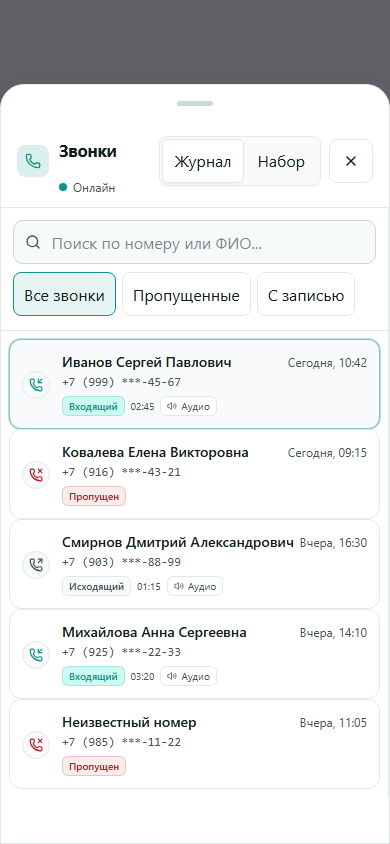 Звонки
Онлайн
Журнал
Набор
Поиск по номеру или ФИО...
Все звонки
Пропущенные
С записью
Иванов Сергей Павлович
Сегодня, 10:42
+7 (999) ***-45-67
Входящий 02:45 Аудио
Ковалева Елена Викторовна
Сегодня, 09:15
+7 (916) ***-43-21
Пропущен
Смирнов Дмитрий Александрович
Вчера, 16:30
+7 (903) ***-88-99
Исходящий 01:15 Аудио
Михайлова Анна Сергеевна
Вчера, 14:10
+7 (925) ***-22-33
Входящий 03:20 Аудио
Неизвестный номер
Вчера, 11:05
+7 (985) ***-11-22
Пропущен